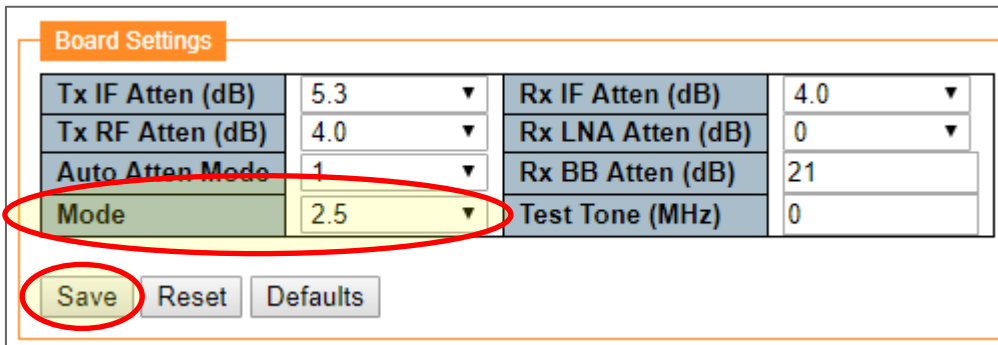 Board Settings
Tx IF Atten (dB) 5.3 Rx IF Atten (dB) 4.0
Tx RF Atten (dB) 4.0 Rx LNA Atten (dB) 0
Auto Atten Mode 1 Rx BB Atten (dB) 21
Mode 2.5 Test Tone (MHz) 0
Save Reset Defaults